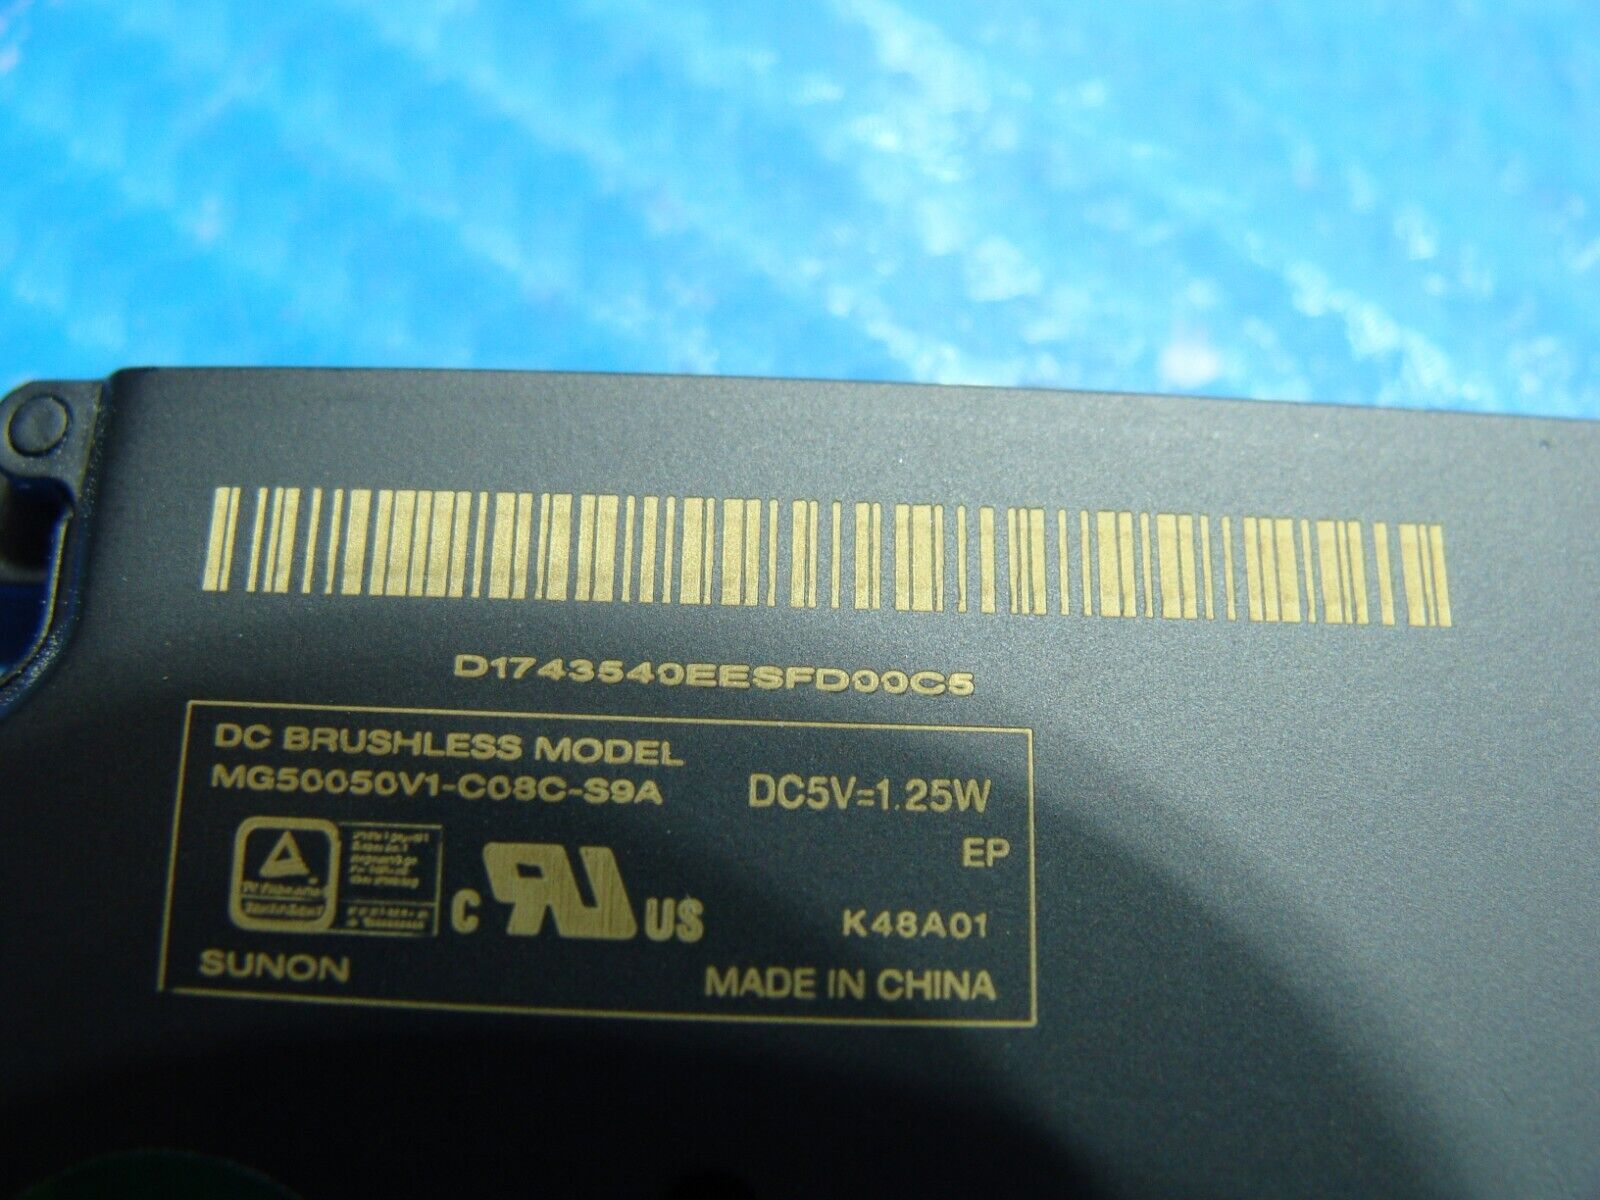 D1743540EESFD00C5
DC BRUSHLESS MODEL
MG50050V1-C08C-S9A DC5V=1.25W
EP
C US
K48A01
SUNON
MADE IN CHINA